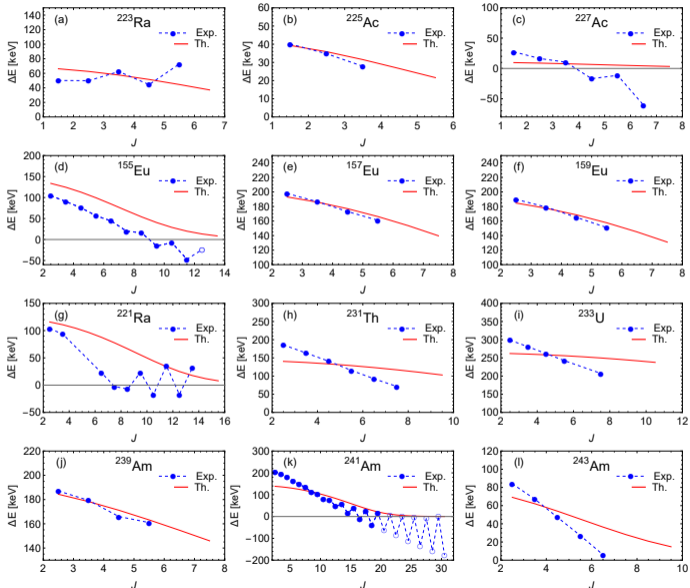 (a) ²²³Ra
Exp.
Th.
ΔE [keV]
150
140
120
100
80
60
40
20
0
1 2 3 4 5 6 7
J
(b) ²²⁵Ac
Exp.
Th.
ΔE [keV]
60
50
40
30
20
10
0
1 2 3 4 5 6
J
(c) ²²⁷Ac
Exp.
Th.
ΔE [keV]
100
50
0
−50
1 2 3 4 5 6 7 8
J
(d) ¹⁵⁵Eu
Exp.
Th.
ΔE [keV]
200
150
100
50
0
−50
2 4 6 8 10 12 14
J
(e) ¹⁵⁷Eu
Exp.
Th.
ΔE [keV]
240
220
200
180
160
140
120
100
2 3 4 5 6 7 8
J
(f) ¹⁵⁹Eu
Exp.
Th.
ΔE [keV]
240
220
200
180
160
140
120
100
2 3 4 5 6 7 8
J
(g) ²²¹Ra
Exp.
Th.
ΔE [keV]
150
100
50
0
−50
2 4 6 8 10 12 14 16
J
(h) ²³¹Th
Exp.
Th.
ΔE [keV]
300
250
200
150
100
50
0
2 4 6 8 10
J
(i) ²³³U
Exp.
Th.
ΔE [keV]
400
350
300
250
200
150
100
2 4 6 8 10 12
J
(j) ²³⁹Am
Exp.
Th.
ΔE [keV]
220
200
180
160
140
2 3 4 5 6 7 8
J
(k) ²⁴¹Am
Exp.
Th.
ΔE [keV]
300
200
100
0
−100
−200
5 10 15 20 25 30
J
(l) ²⁴³Am
Exp.
Th.
ΔE [keV]
120
100
80
60
40
20
0
2 4 6 8 10
J